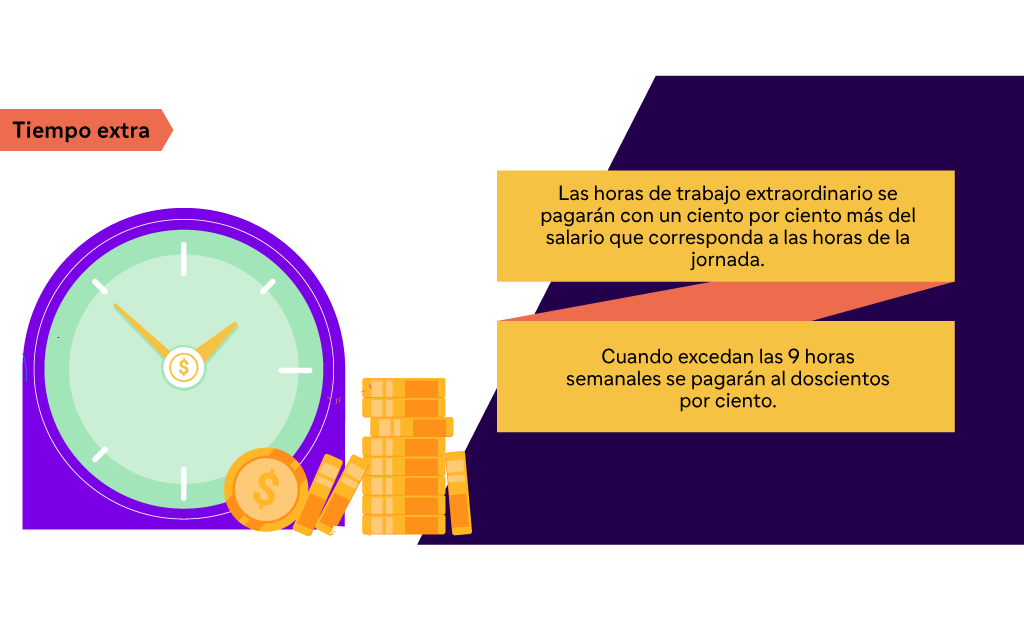 Tiempo extra
Las horas de trabajo extraordinario se
pagarán con un ciento por ciento más del
salario que corresponda a las horas de la
jornada.
Cuando excedan las 9 horas
semanales se pagarán al doscientos
por ciento.
$
$